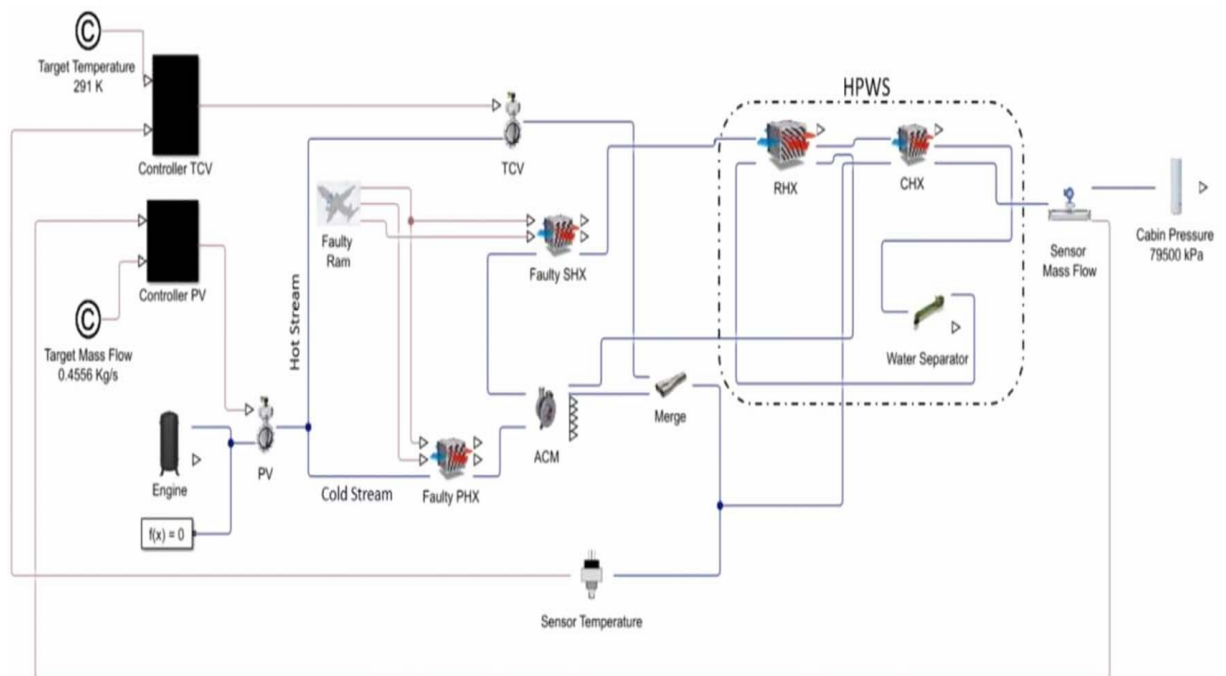 ©
Target Temperature
291 K
Controller TCV
TCV
HPWS
RHX
CHX
Faulty
Ram
Faulty SHX
Sensor
Mass Flow
Cabin Pressure
79500 kPa
Controller PV
©
Target Mass Flow
0.4556 Kg/s
Hot Stream
Water Separator
Engine
PV
Cold Stream
Faulty PHX
ACM
Merge
f(x) = 0
Sensor Temperature